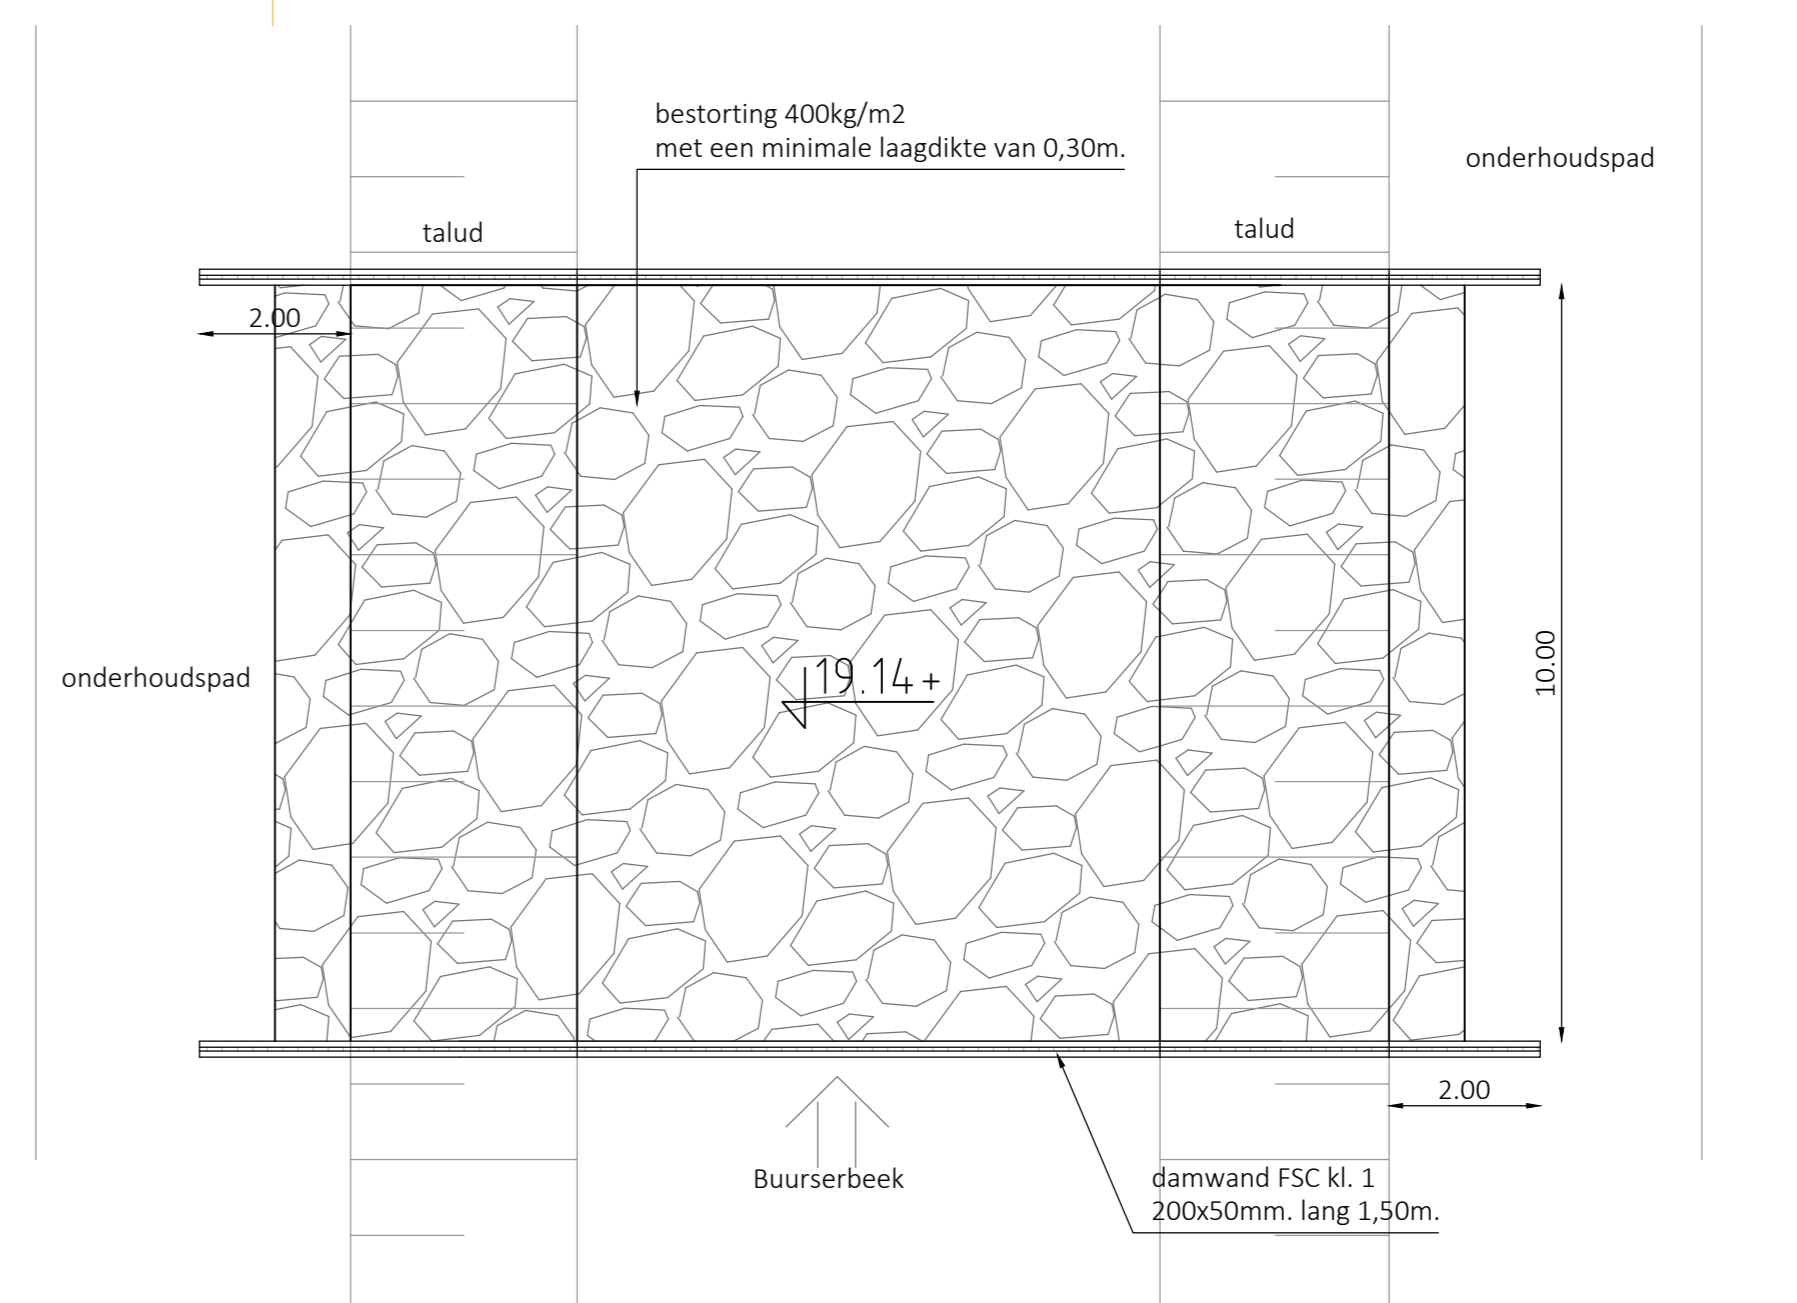 bestorting 400kg/m2
met een minimale laagdikte van 0,30m.
onderhoudspad
talud
talud
2.00
onderhoudspad
19.14+
10.00
2.00
Buurserbeek
damwand FSC kl. 1
200x50mm. lang 1,50m.